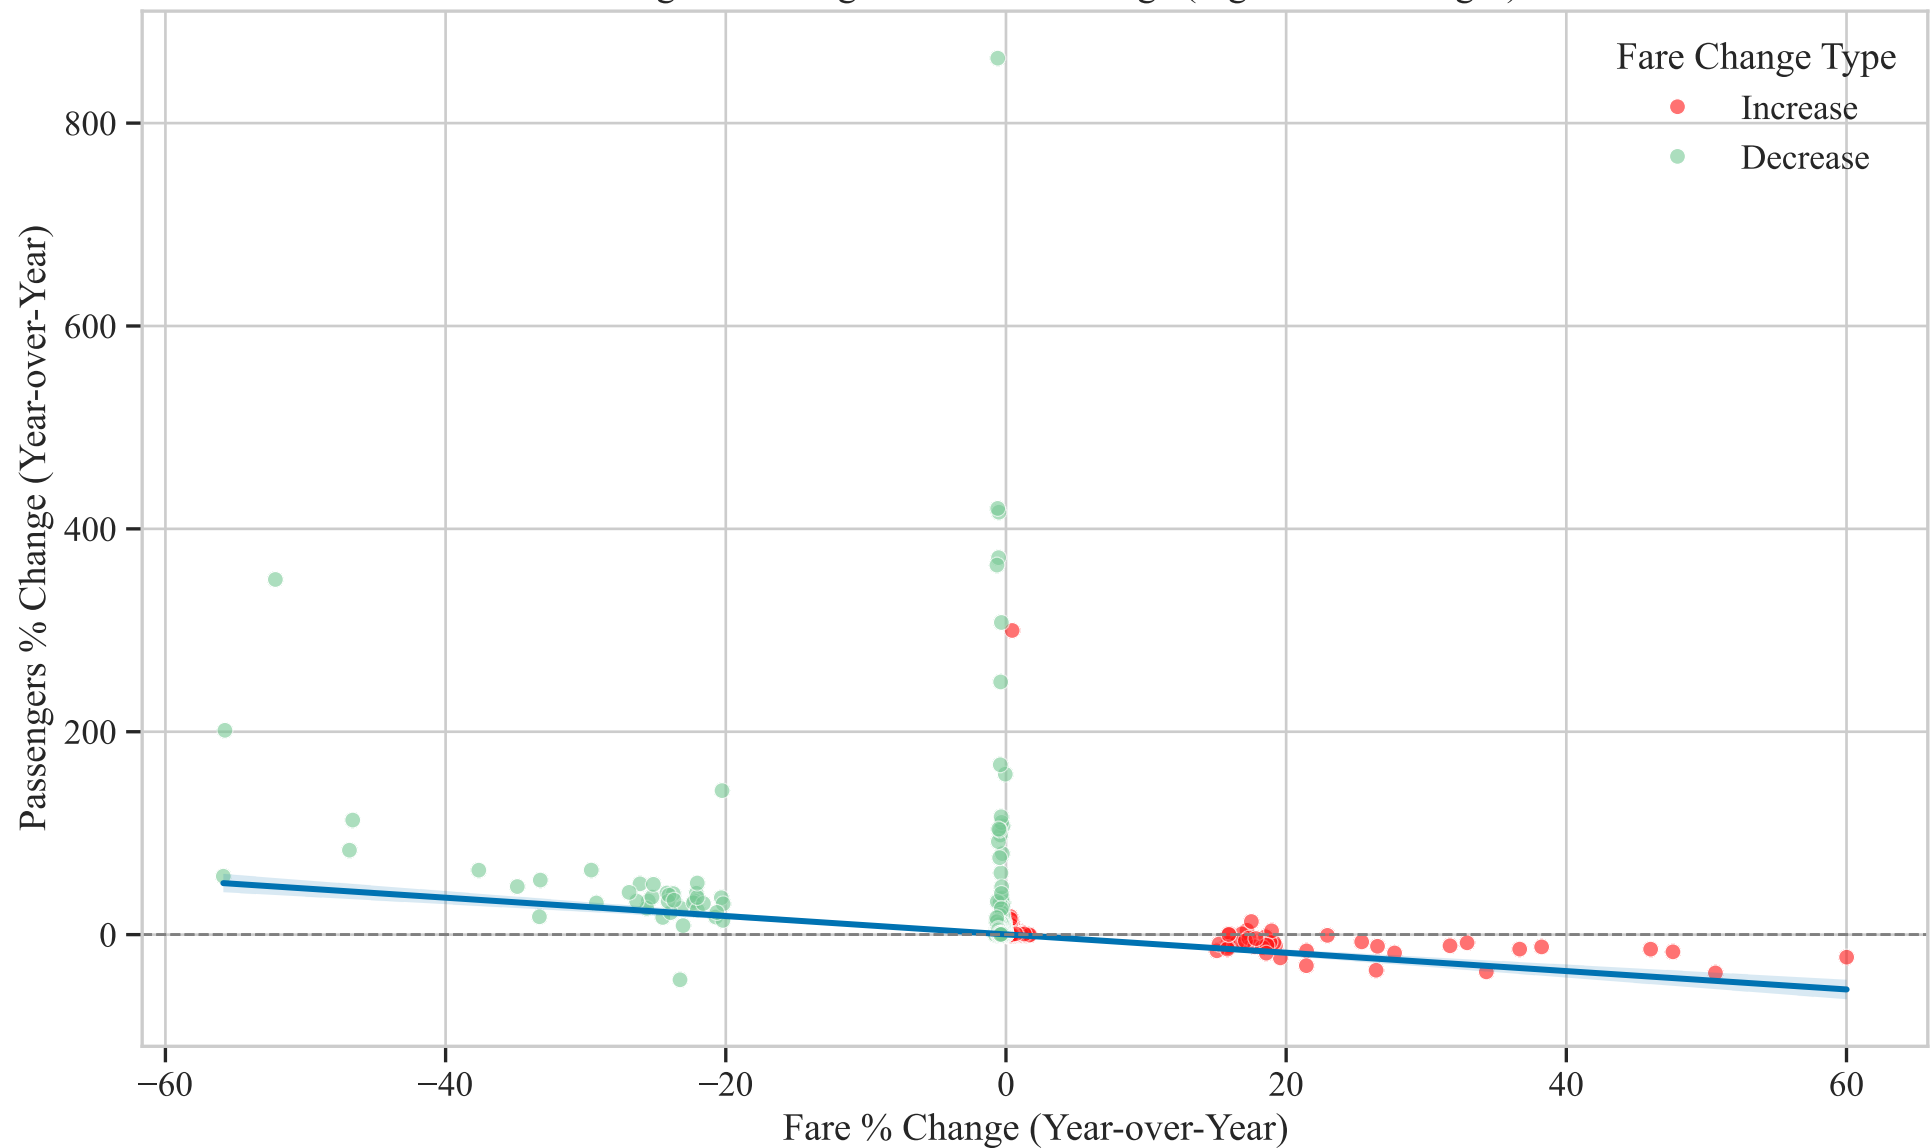 Fare Change Type
Increase
Decrease
Passengers % Change (Year-over-Year)
800
600
400
200
0
−60
−40
−20
0
20
40
60
Fare % Change (Year-over-Year)